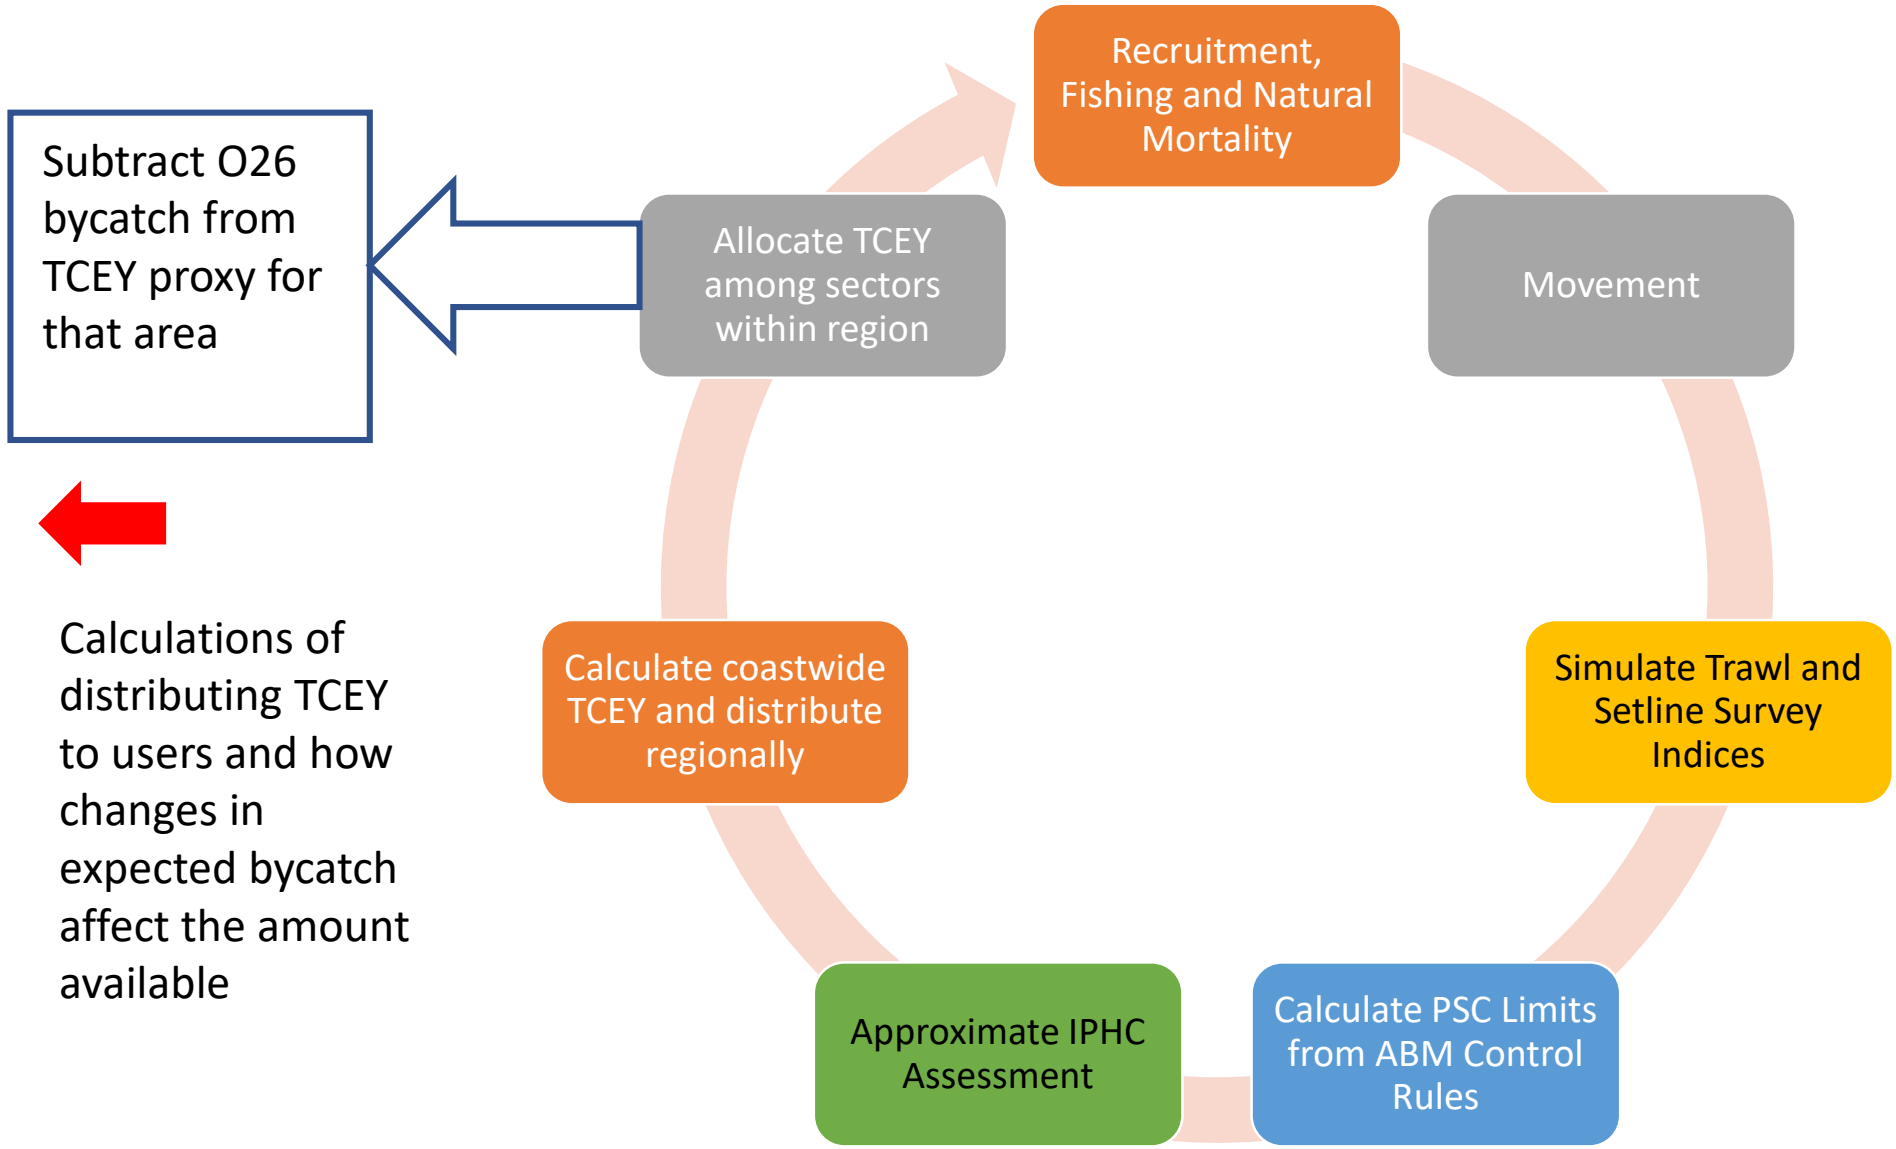 Recruitment,
Fishing and Natural
Mortality
Subtract O26
bycatch from
TCEY proxy for
that area
Allocate TCEY
among sectors
within region
Movement
Calculations of
distributing TCEY
to users and how
changes in
expected bycatch
affect the amount
available
Calculate coastwide
TCEY and distribute
regionally
Simulate Trawl and
Setline Survey
Indices
Approximate IPHC
Assessment
Calculate PSC Limits
from ABM Control
Rules